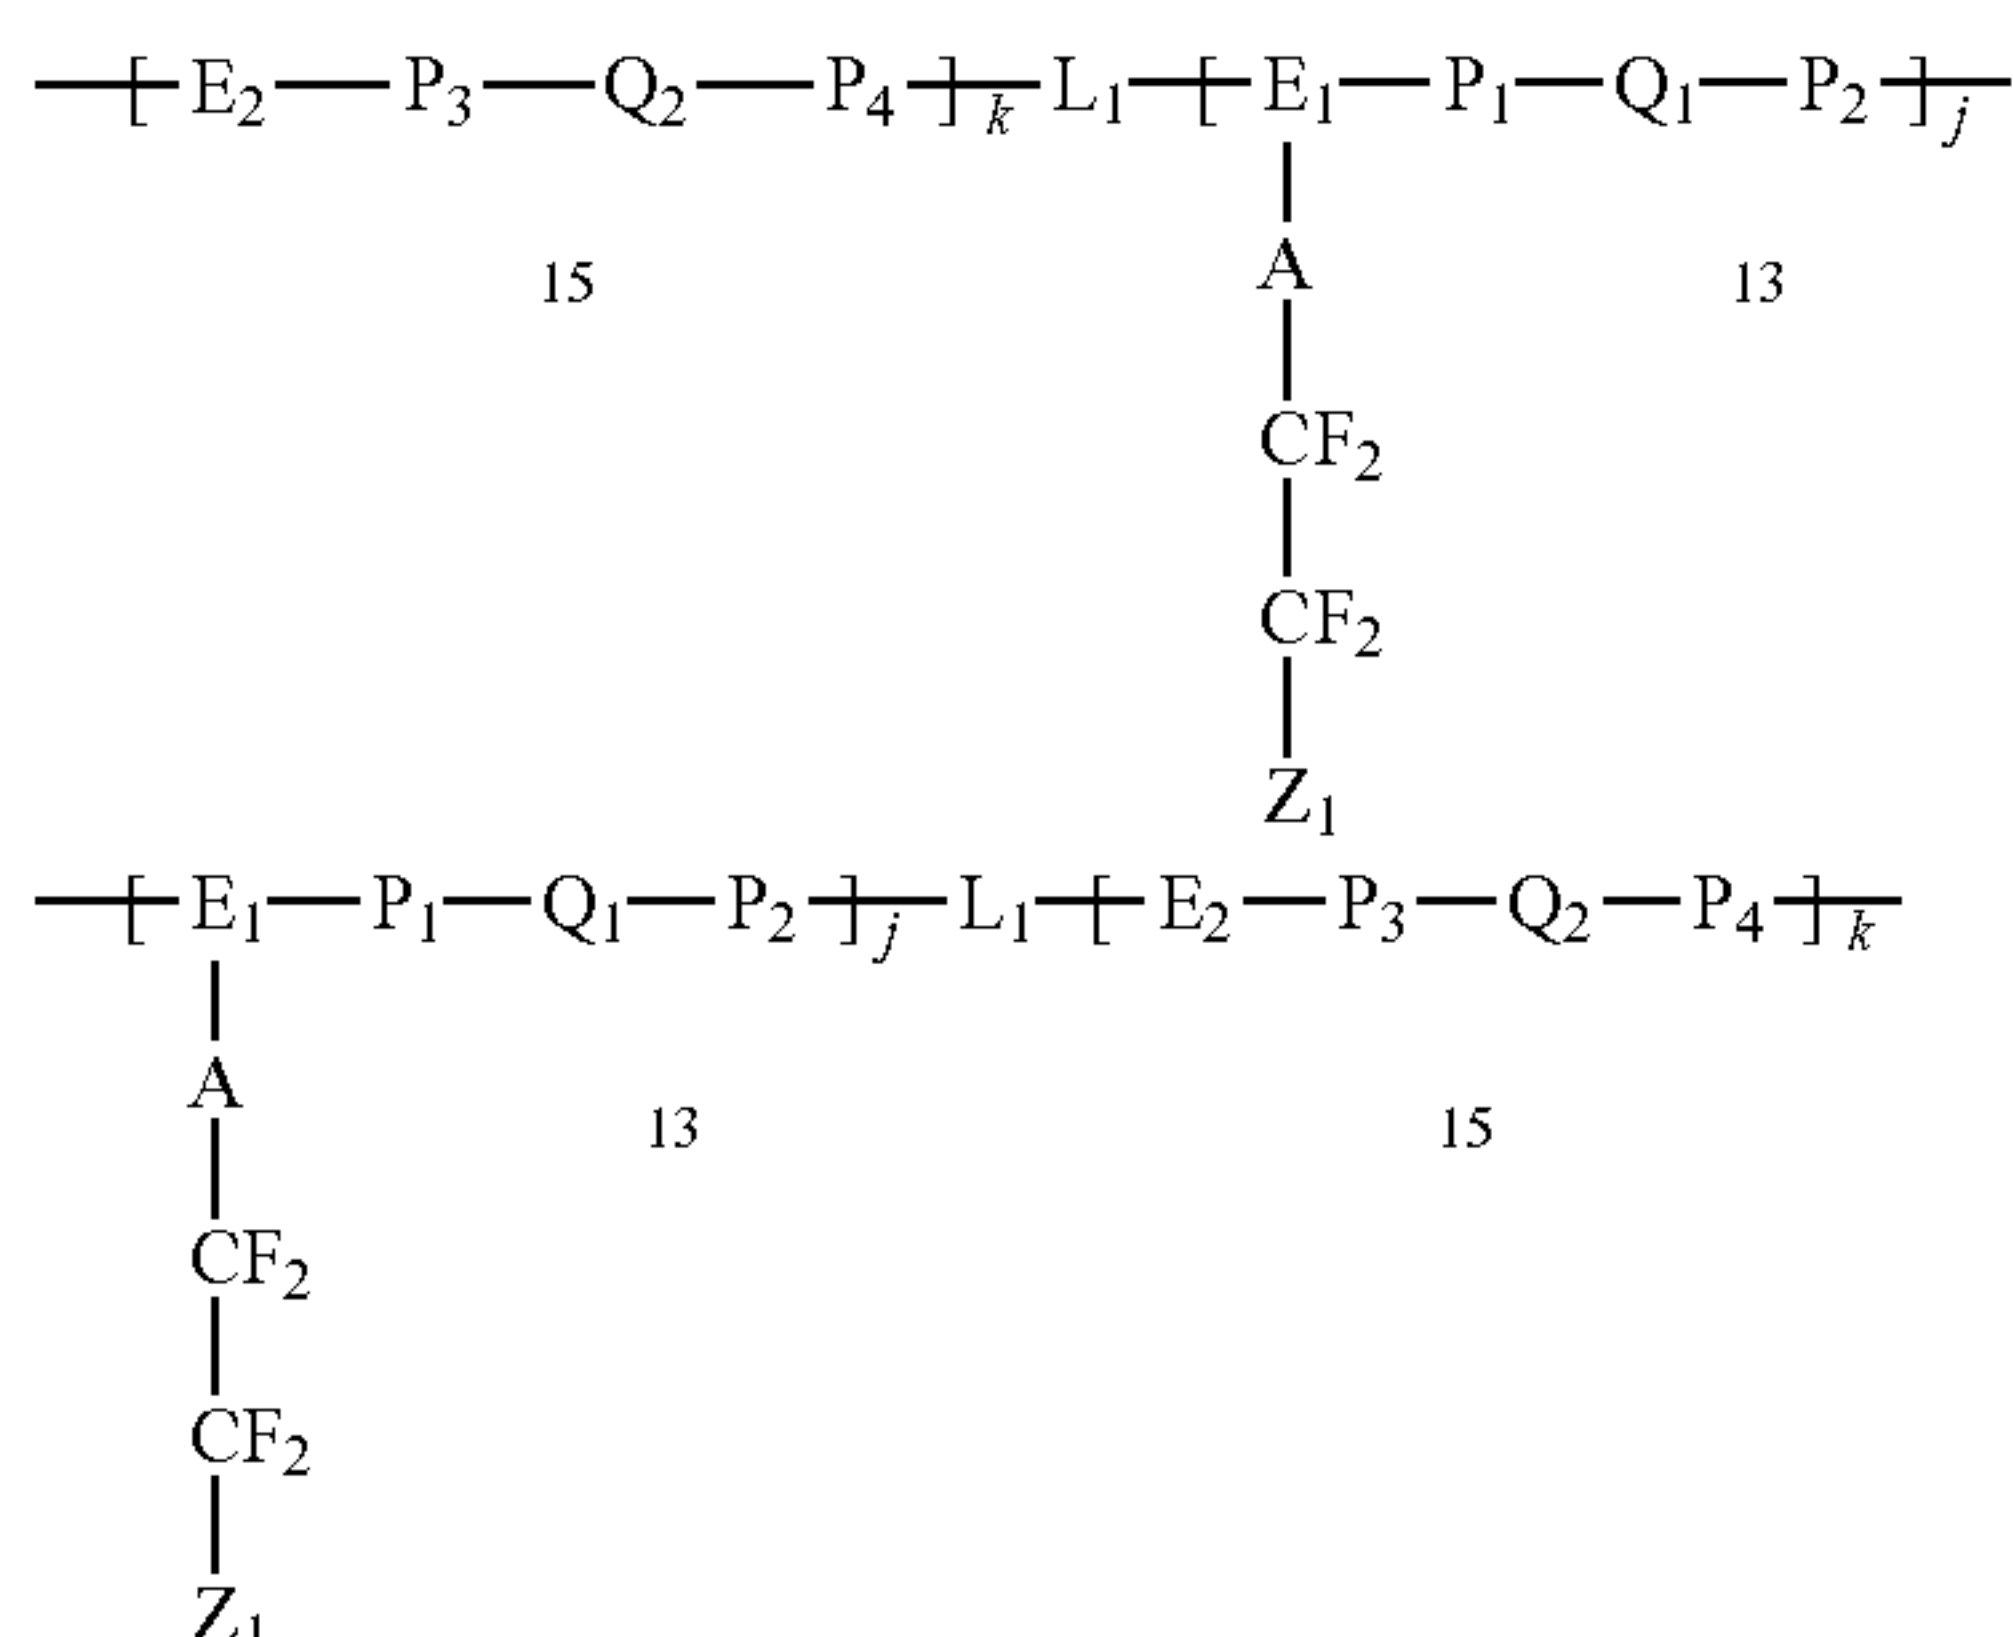 [ E2 — P3 — Q2 — P4 ]k — L1 — [ E1 — P1 — Q1 — P2 ]j
A
15 13
CF2
CF2
Z1
[ E1 — P1 — Q1 — P2 ]j — L1 — [ E2 — P3 — Q2 — P4 ]k
A
13 15
CF2
CF2
Z1